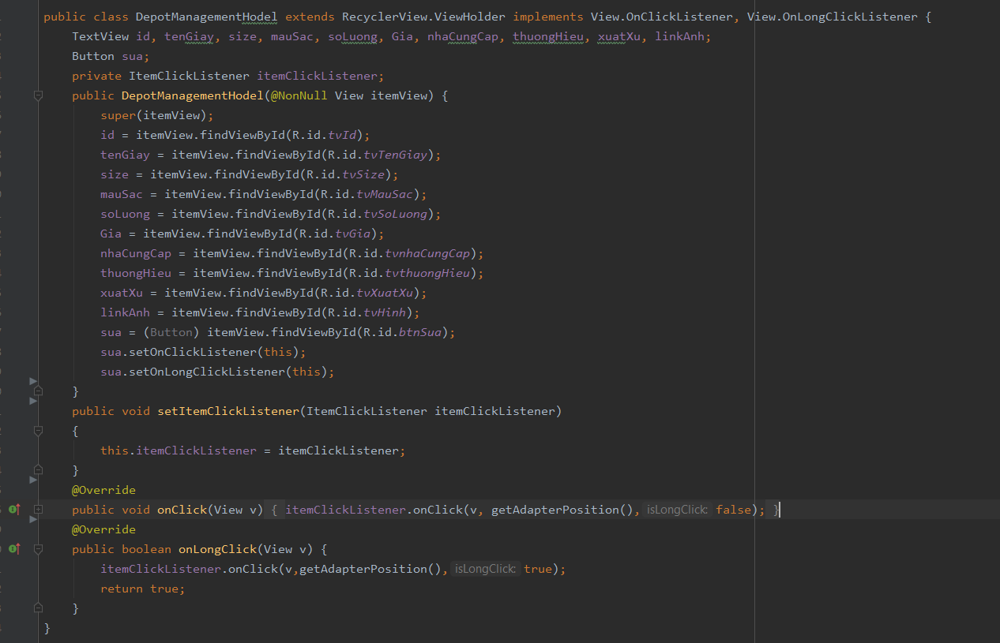 public class DepotManagementHodel extends RecyclerView.ViewHolder implements View.OnClickListener, View.OnLongClickListener {
TextView id, tenGiay, size, mauSac, soLuong, Gia, nhaCungCap, thuongHieu, xuatXu, linkAnh;
Button sua;
private ItemClickListener itemClickListener;
public DepotManagementHodel(@NonNull View itemView) {
super(itemView);
id = itemView.findViewById(R.id.tvId);
tenGiay = itemView.findViewById(R.id.tvTenGiay);
size = itemView.findViewById(R.id.tvSize);
mauSac = itemView.findViewById(R.id.tvMauSac);
soLuong = itemView.findViewById(R.id.tvSoLuong);
Gia = itemView.findViewById(R.id.tvGia);
nhaCungCap = itemView.findViewById(R.id.tvnhaCungCap);
thuongHieu = itemView.findViewById(R.id.tvthuongHieu);
xuatXu = itemView.findViewById(R.id.tvXuatXu);
linkAnh = itemView.findViewById(R.id.tvHinh);
sua = (Button) itemView.findViewById(R.id.btnSua);
sua.setOnClickListener(this);
sua.setOnLongClickListener(this);
}
public void setItemClickListener(ItemClickListener itemClickListener)
{
this.itemClickListener = itemClickListener;
}
@Override
public void onClick(View v) { itemClickListener.onClick(v, getAdapterPosition(), isLongClick: false); }
@Override
public boolean onLongClick(View v) {
itemClickListener.onClick(v,getAdapterPosition(), isLongClick: true);
return true;
}
}